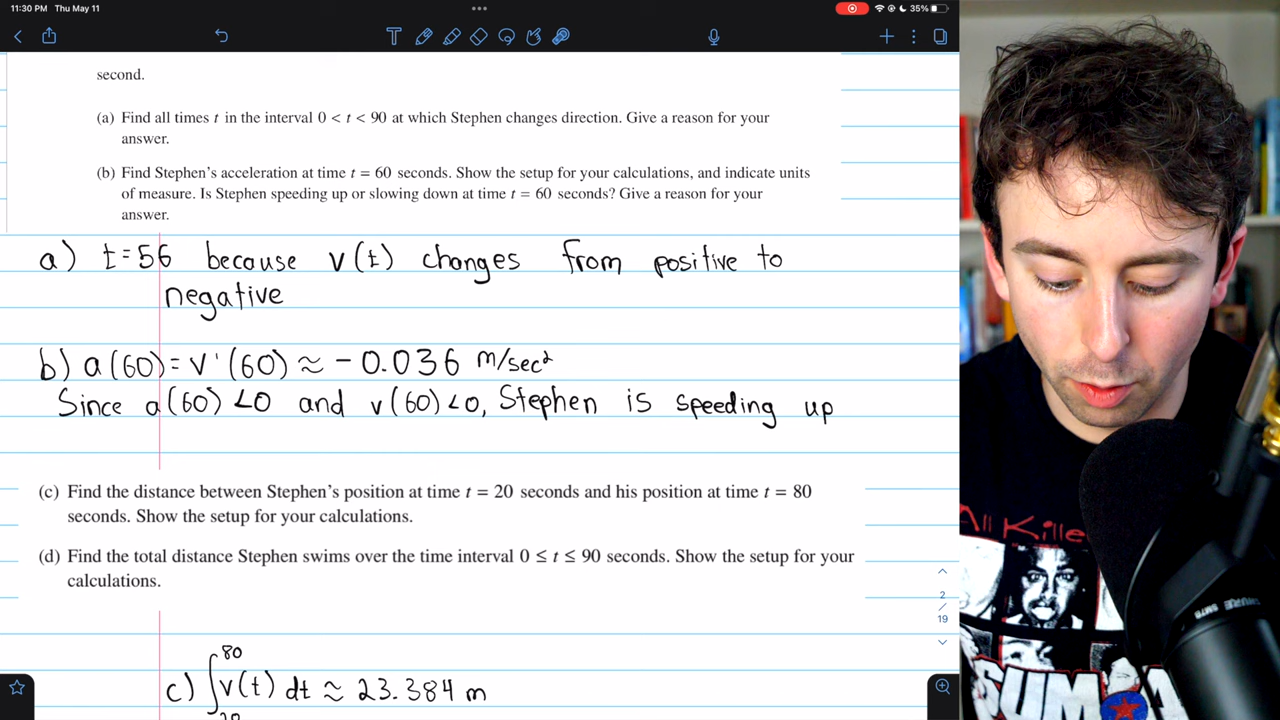 11:30 PM Thu May 11
35%
second.
(a) Find all times t in the interval 0 < t < 90 at which Stephen changes direction. Give a reason for your
answer.
(b) Find Stephen's acceleration at time t = 60 seconds. Show the setup for your calculations, and indicate units
of measure. Is Stephen speeding up or slowing down at time t = 60 seconds? Give a reason for your
answer.
a) t=56 because v(t) changes from positive to
negative
b) a(60)=v'(60)≈ -0.036 m/sec²
Since a(60)<0 and v(60)<0, Stephen is speeding up
(c) Find the distance between Stephen's position at time t = 20 seconds and his position at time t = 80
seconds. Show the setup for your calculations.
(d) Find the total distance Stephen swims over the time interval 0 ≤ t ≤ 90 seconds. Show the setup for your
calculations.
2
/
19
80
c) ∫v(t) dt ≈ 23.384 m
20
All Kille
SUM
SHURE SM7B